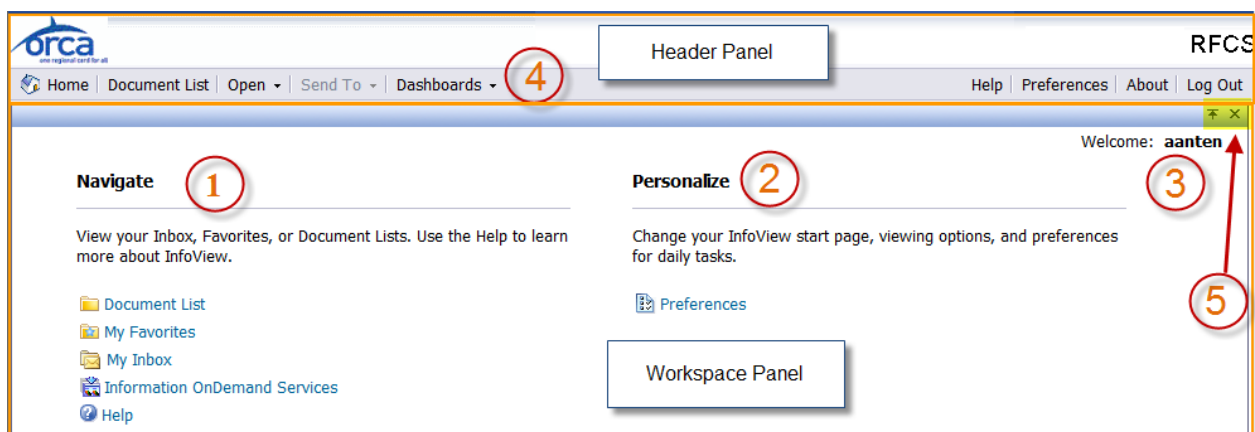 orca
one regional card for all
RFCS
Header Panel
Home Document List Open Send To Dashboards 4 Help Preferences About Log Out
Welcome: aanten
Navigate 1 Personalize 2 3
View your Inbox, Favorites, or Document Lists. Use the Help to learn
more about InfoView.
Change your InfoView start page, viewing options, and preferences
for daily tasks.
Document List
My Favorites
My Inbox
Information OnDemand Services
Help
Preferences
5
Workspace Panel